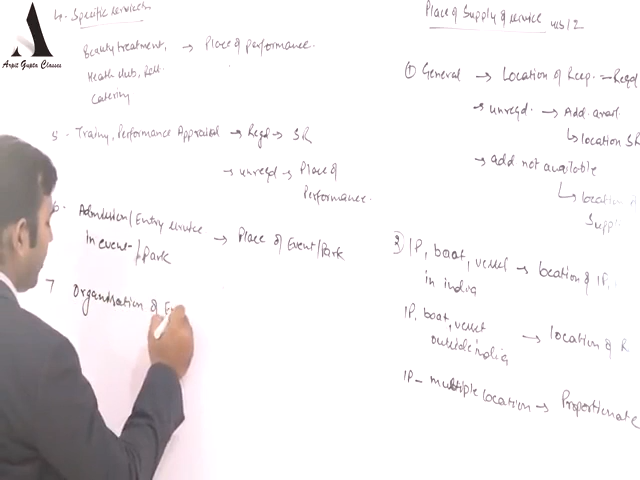 Arpit Gupta Classes
4. Specific services
Beauty treatment, → Place of performance.
Health club, Rest.
Catering
5. Training, Performance Appraisal → Regd → SR
→ unregd → Place of
Performance.
6. Admission/Entry service → Place of Event/Park
in event/Park
7 Organisation of
Place of Supply of service u/s 12
① General → Location of Recp. – Regd
→ unregd. → Add. avail.
↳ location SR
→ add not available
↳ location
Supp
IP, boat, vessel → location of IP.
in india
IP, boat, vessel → location of R
outside india
IP – multiple location → Proportionate